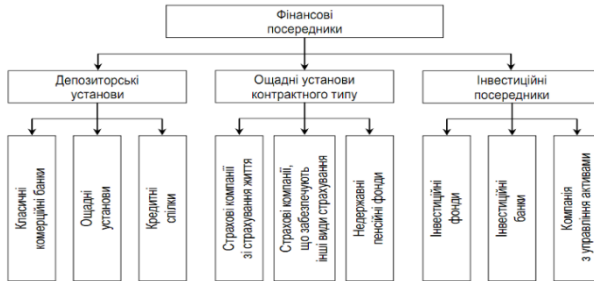 Фінансові
посередники
Депозиторські
установи
Ощадні установи
контрактного типу
Інвестиційні
посередники
Класичні
комерційні банки
Ощадні
установи
Кредитні
спілки
Страхові компанії
зі страхування життя
Страхові компанії,
що забезпечують
інші види страхування
Недержавні
пенсійні фонди
Інвестиційні
фонди
Інвестиційні
банки
Компанія
з управління активами